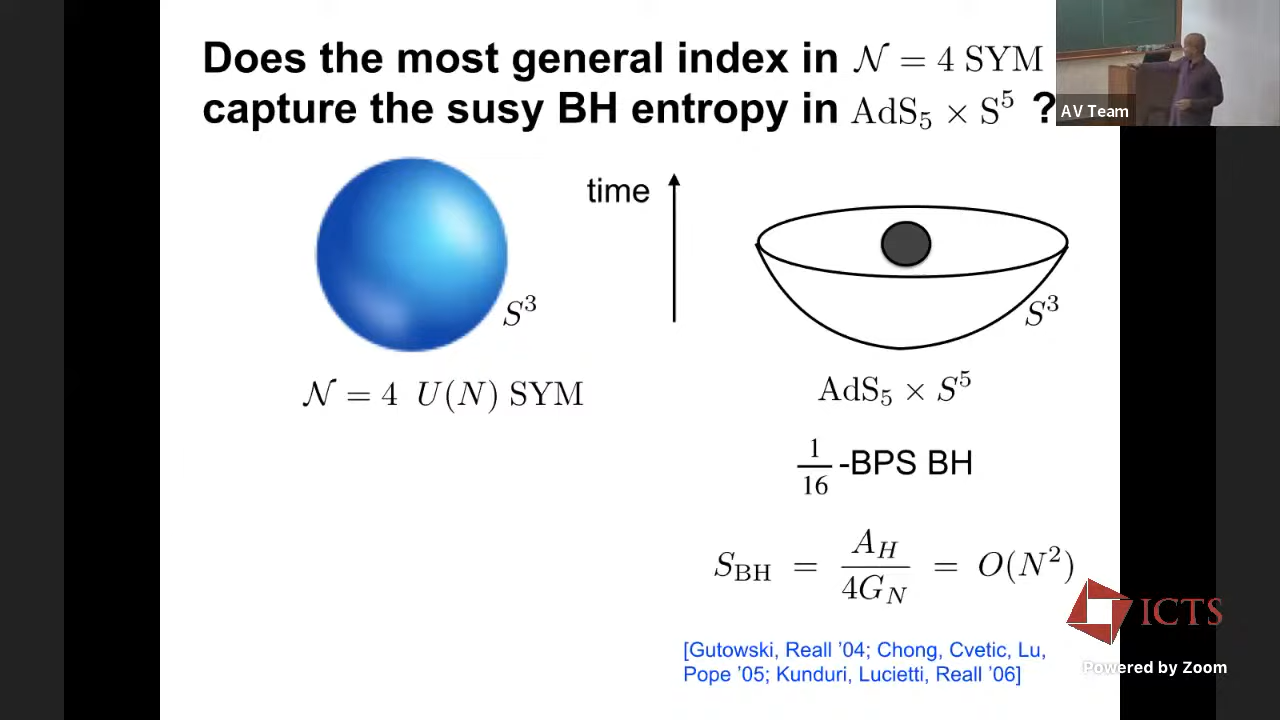 Does the most general index in 𝒩 = 4 SYM
capture the susy BH entropy in AdS₅ × S⁵ ?
AV Team
time
S³
S³
𝒩 = 4 U(N) SYM
AdS₅ × S⁵
1/16 -BPS BH
S_BH = A_H / 4G_N = O(N²)
ICTS
[Gutowski, Reall ’04; Chong, Cvetic, Lu,
Pope ’05; Kunduri, Lucietti, Reall ’06]
Powered by Zoom